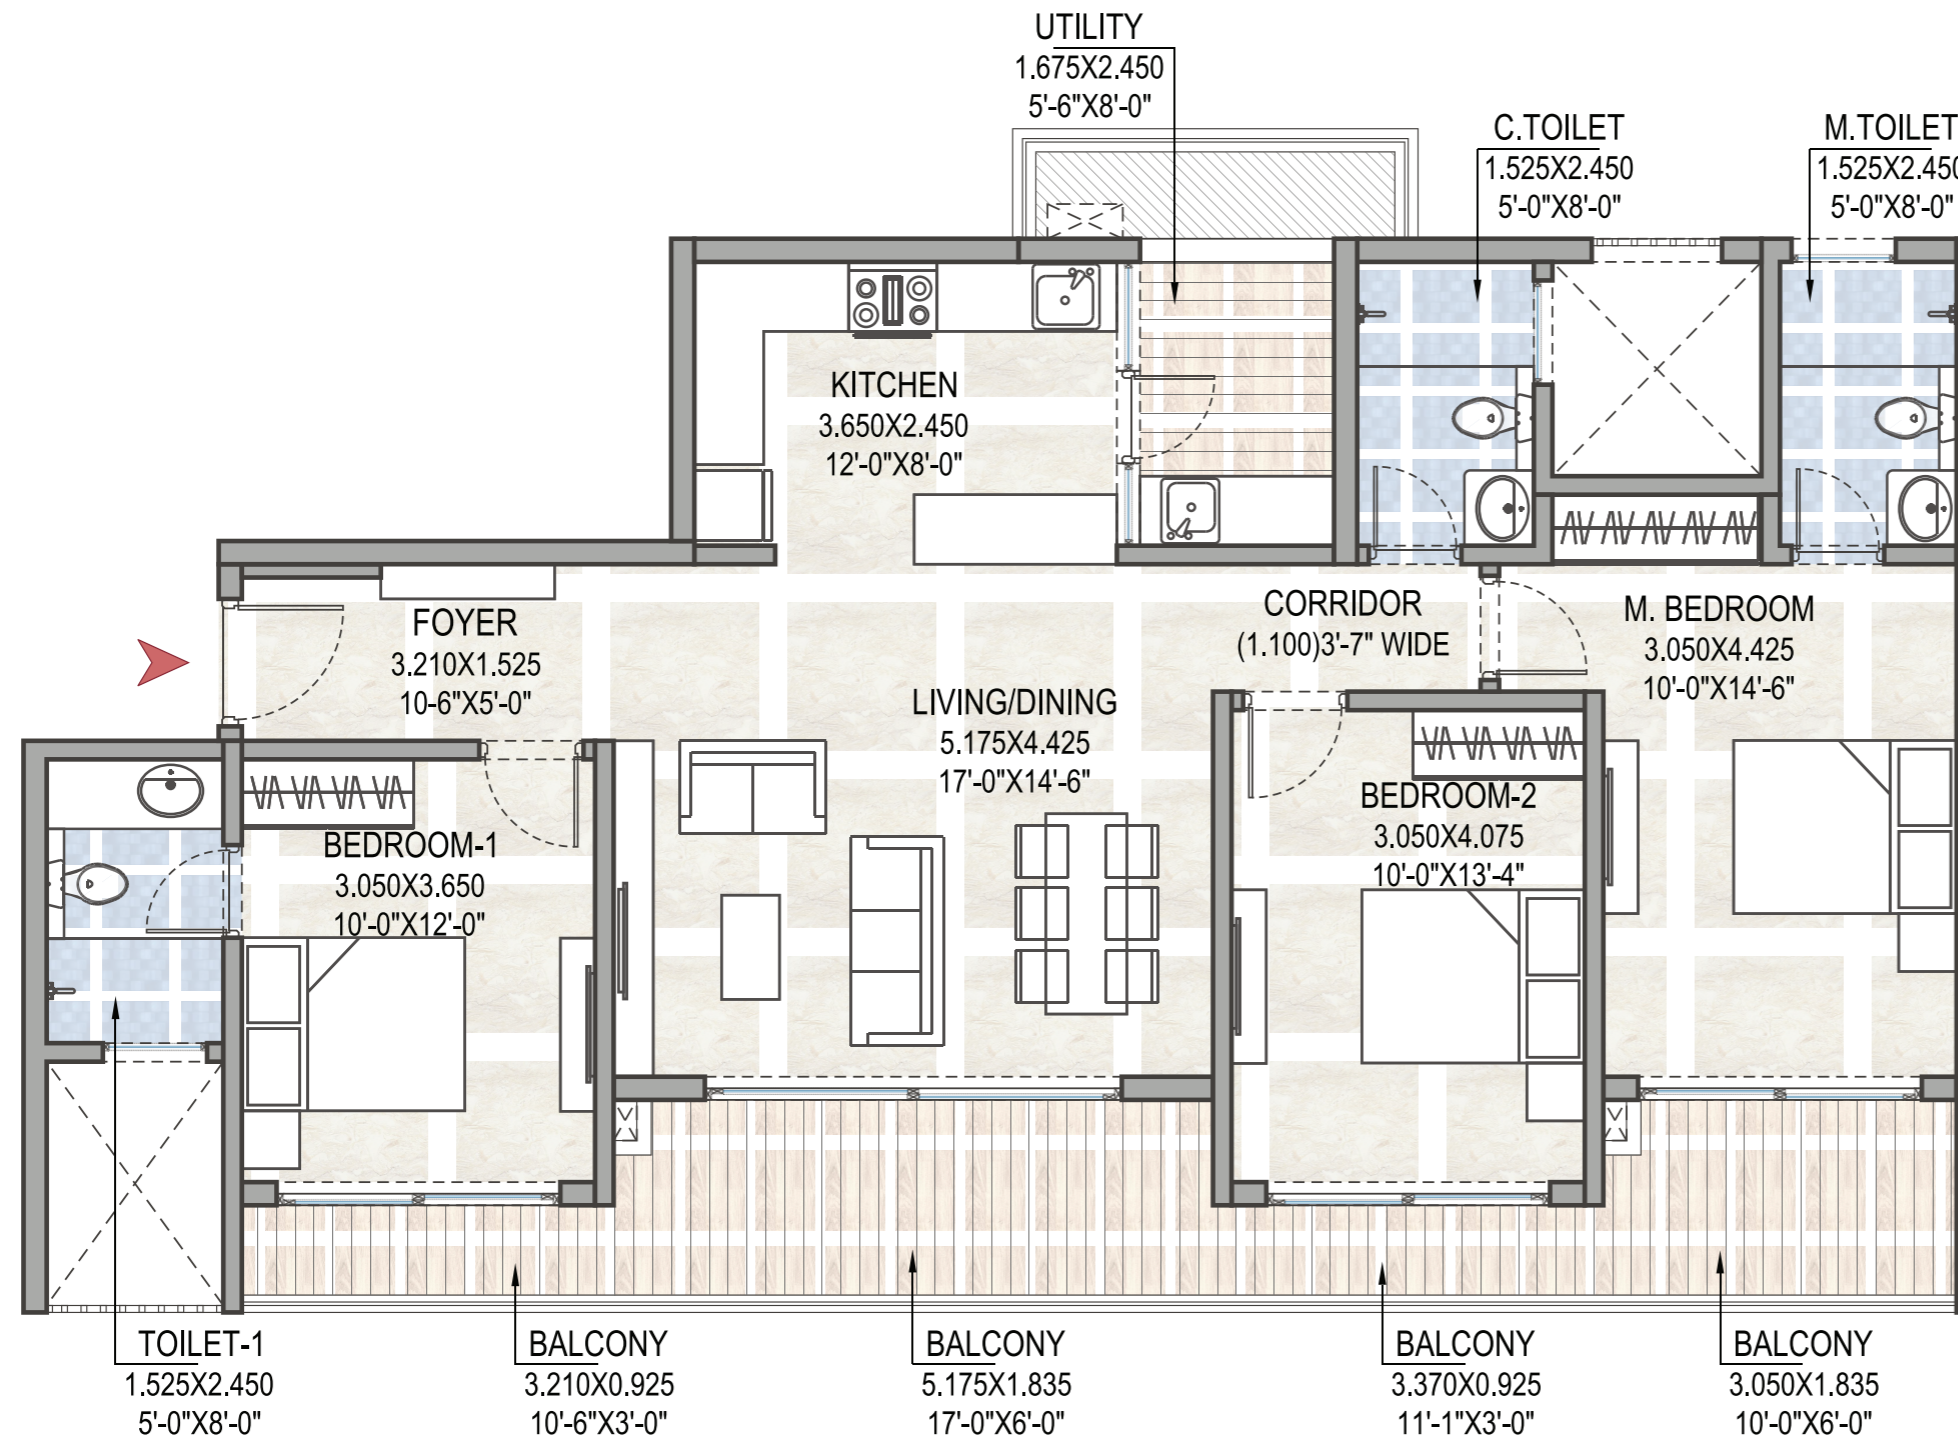 UTILITY
1.675X2.450
5'-6"X8'-0"
C.TOILET
1.525X2.450
5'-0"X8'-0"
M.TOILET
1.525X2.450
5'-0"X8'-0"
KITCHEN
3.650X2.450
12'-0"X8'-0"
FOYER
3.210X1.525
10-6"X5'-0"
CORRIDOR
(1.100)3'-7" WIDE
M. BEDROOM
3.050X4.425
10'-0"X14'-6"
LIVING/DINING
5.175X4.425
17'-0"X14'-6"
BEDROOM-2
3.050X4.075
10'-0"X13'-4"
BEDROOM-1
3.050X3.650
10'-0"X12'-0"
TOILET-1
1.525X2.450
5'-0"X8'-0"
BALCONY
3.210X0.925
10'-6"X3'-0"
BALCONY
5.175X1.835
17'-0"X6'-0"
BALCONY
3.370X0.925
11'-1"X3'-0"
BALCONY
3.050X1.835
10'-0"X6'-0"